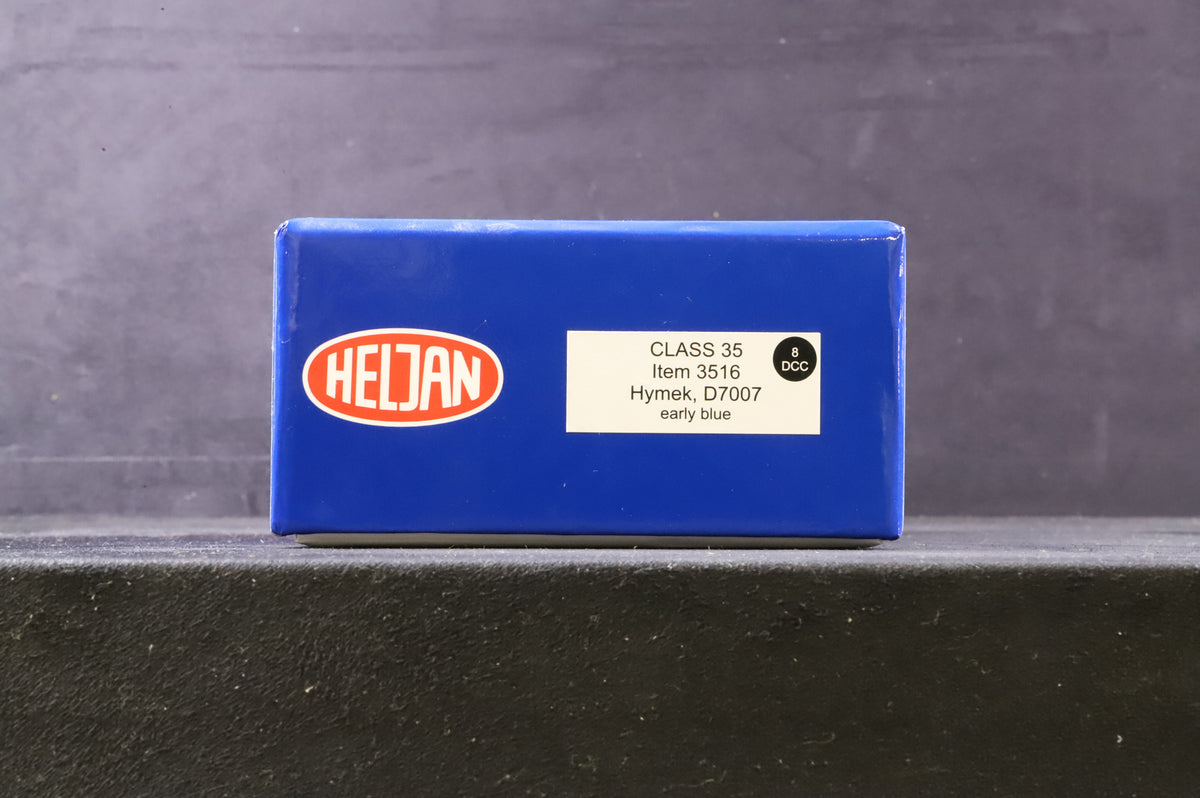 HELJAN
CLASS 35
Item 3516
Hymek, D7007
early blue
8
DCC